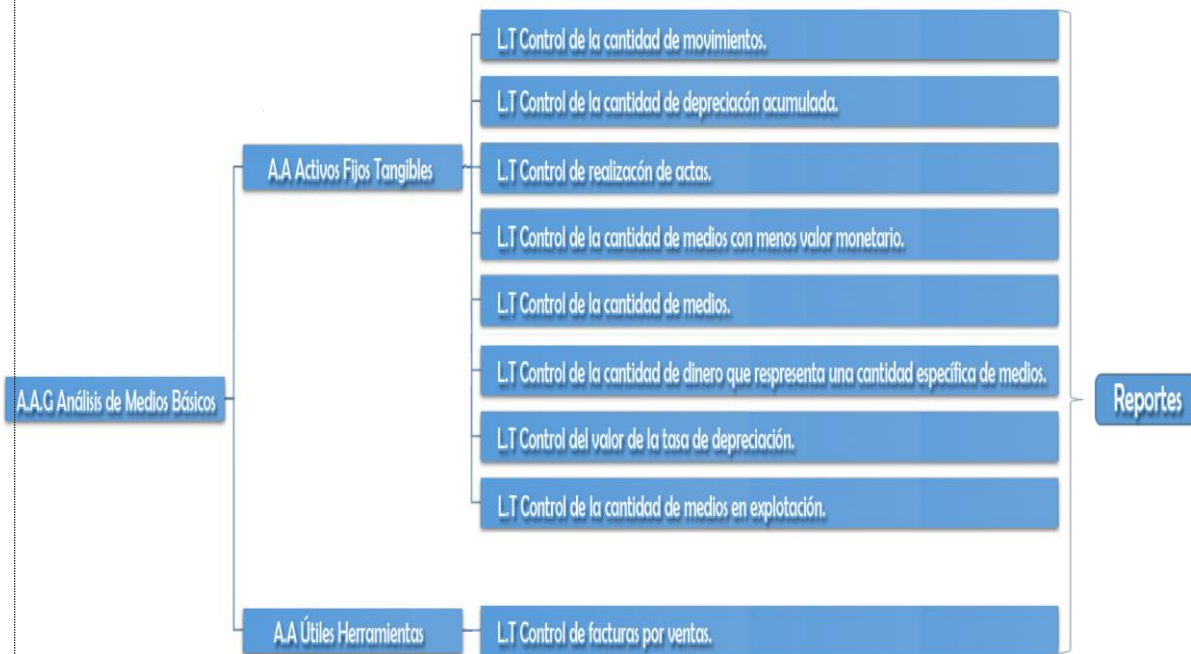 L.T Control de la cantidad de movimientos.
L.T Control de la cantidad de depreciacón acumulada.
A.A Activos Fijos Tangibles
L.T Control de realizacón de actas.
L.T Control de la cantidad de medios con menos valor monetario.
L.T Control de la cantidad de medios.
L.T Control de la cantidad de dinero que respresenta una cantidad específica de medios.
A.A.G Análisis de Medios Básicos
Reportes
L.T Control del valor de la tasa de depreciación.
L.T Control de la cantidad de medios en explotación.
A.A Útiles Herramientas
L.T Control de facturas por ventas.